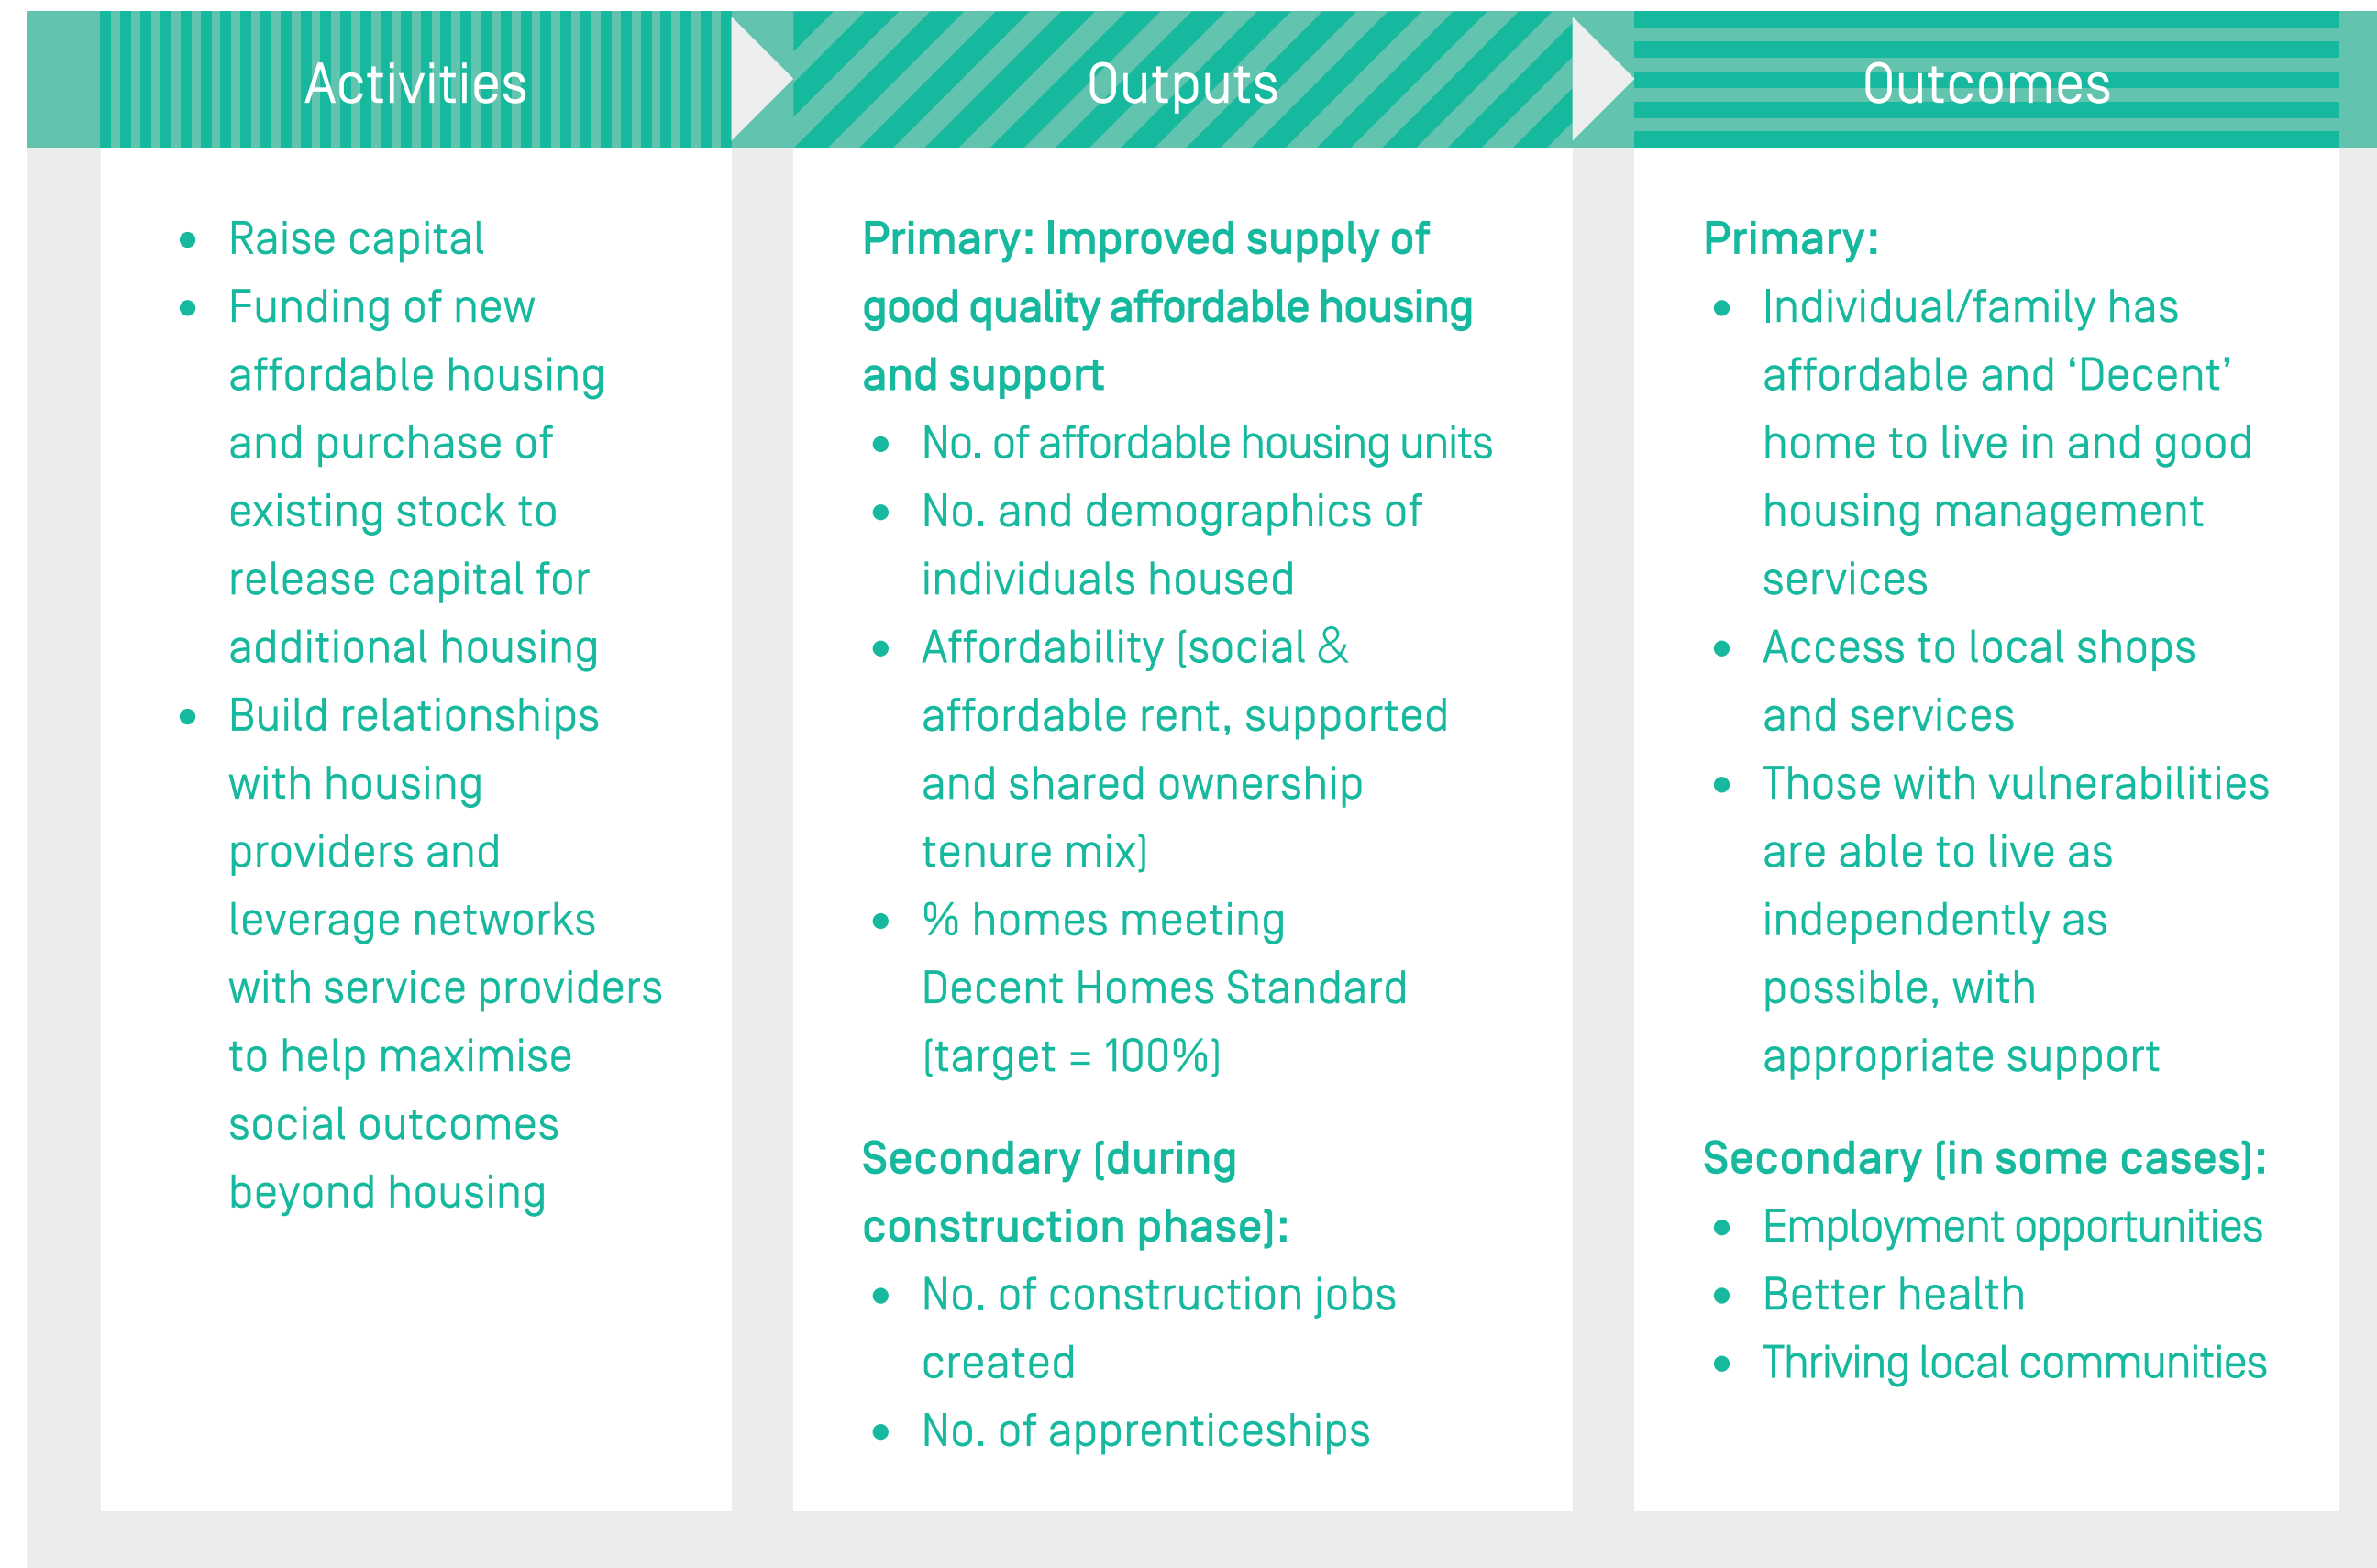 Activities
Outputs
Outcomes
• Raise capital
• Funding of new
affordable housing
and purchase of
existing stock to
release capital for
additional housing
• Build relationships
with housing
providers and
leverage networks
with service providers
to help maximise
social outcomes
beyond housing
Primary: Improved supply of
good quality affordable housing
and support
• No. of affordable housing units
• No. and demographics of
individuals housed
• Affordability (social &
affordable rent, supported
and shared ownership
tenure mix)
• % homes meeting
Decent Homes Standard
(target = 100%)
Secondary (during
construction phase):
• No. of construction jobs
created
• No. of apprenticeships
Primary:
• Individual/family has
affordable and ‘Decent’
home to live in and good
housing management
services
• Access to local shops
and services
• Those with vulnerabilities
are able to live as
independently as
possible, with
appropriate support
Secondary (in some cases):
• Employment opportunities
• Better health
• Thriving local communities